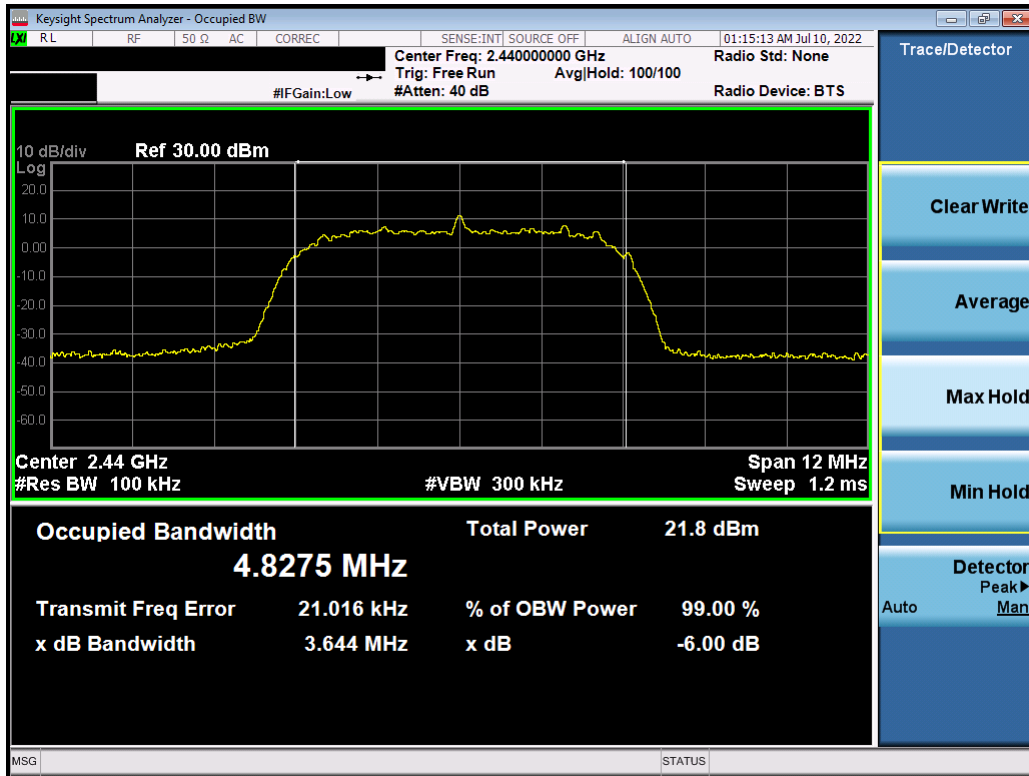 Keysight Spectrum Analyzer - Occupied BW
LXI RL RF 50 Ω AC CORREC SENSE:INT SOURCE OFF ALIGN AUTO 01:15:13 AM Jul 10, 2022
Center Freq: 2.440000000 GHz Radio Std: None
Trig: Free Run Avg|Hold: 100/100
#IFGain:Low #Atten: 40 dB Radio Device: BTS
Trace/Detector
10 dB/div Ref 30.00 dBm
Log
20.0
10.0
0.00
-10.0
-20.0
-30.0
-40.0
-50.0
-60.0
Center 2.44 GHz Span 12 MHz
#Res BW 100 kHz #VBW 300 kHz Sweep 1.2 ms
Occupied Bandwidth Total Power 21.8 dBm
4.8275 MHz
Transmit Freq Error 21.016 kHz % of OBW Power 99.00 %
x dB Bandwidth 3.644 MHz x dB -6.00 dB
Clear Write
Average
Max Hold
Min Hold
Detector
Peak▶
Auto Man
MSG STATUS